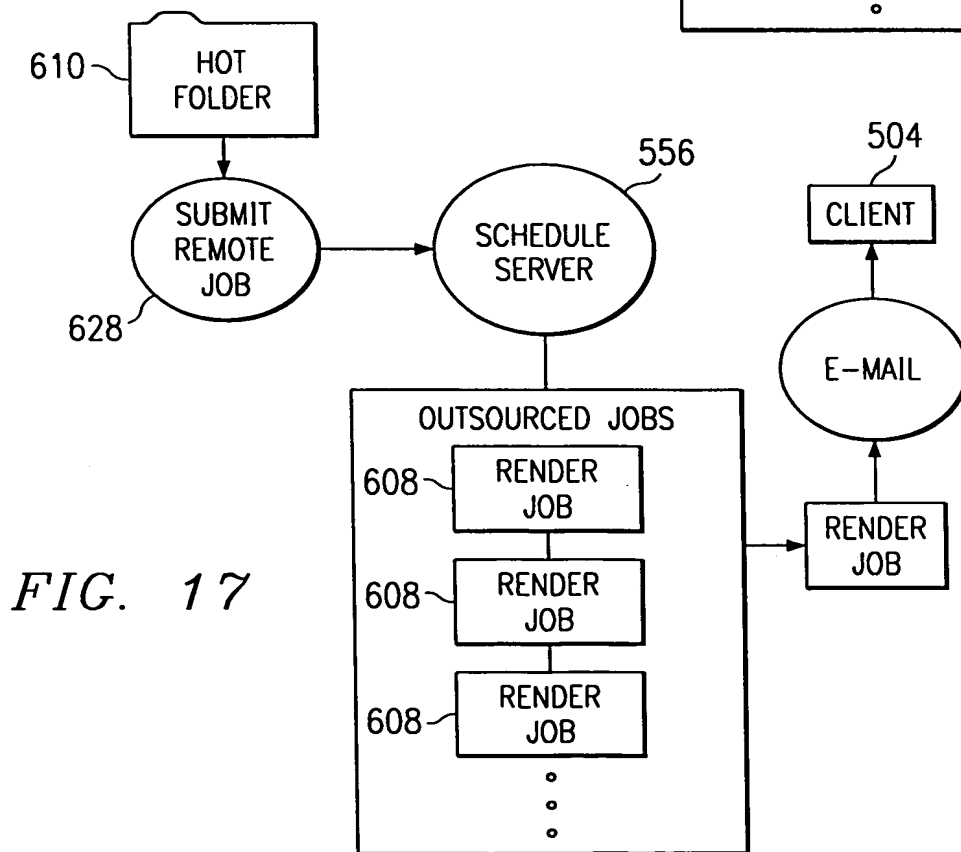 610
HOT
FOLDER
504
556
CLIENT
SUBMIT
REMOTE
JOB
SCHEDULE
SERVER
628
E-MAIL
OUTSOURCED JOBS
608
RENDER
JOB
RENDER
JOB
608
RENDER
JOB
FIG. 17
608
RENDER
JOB